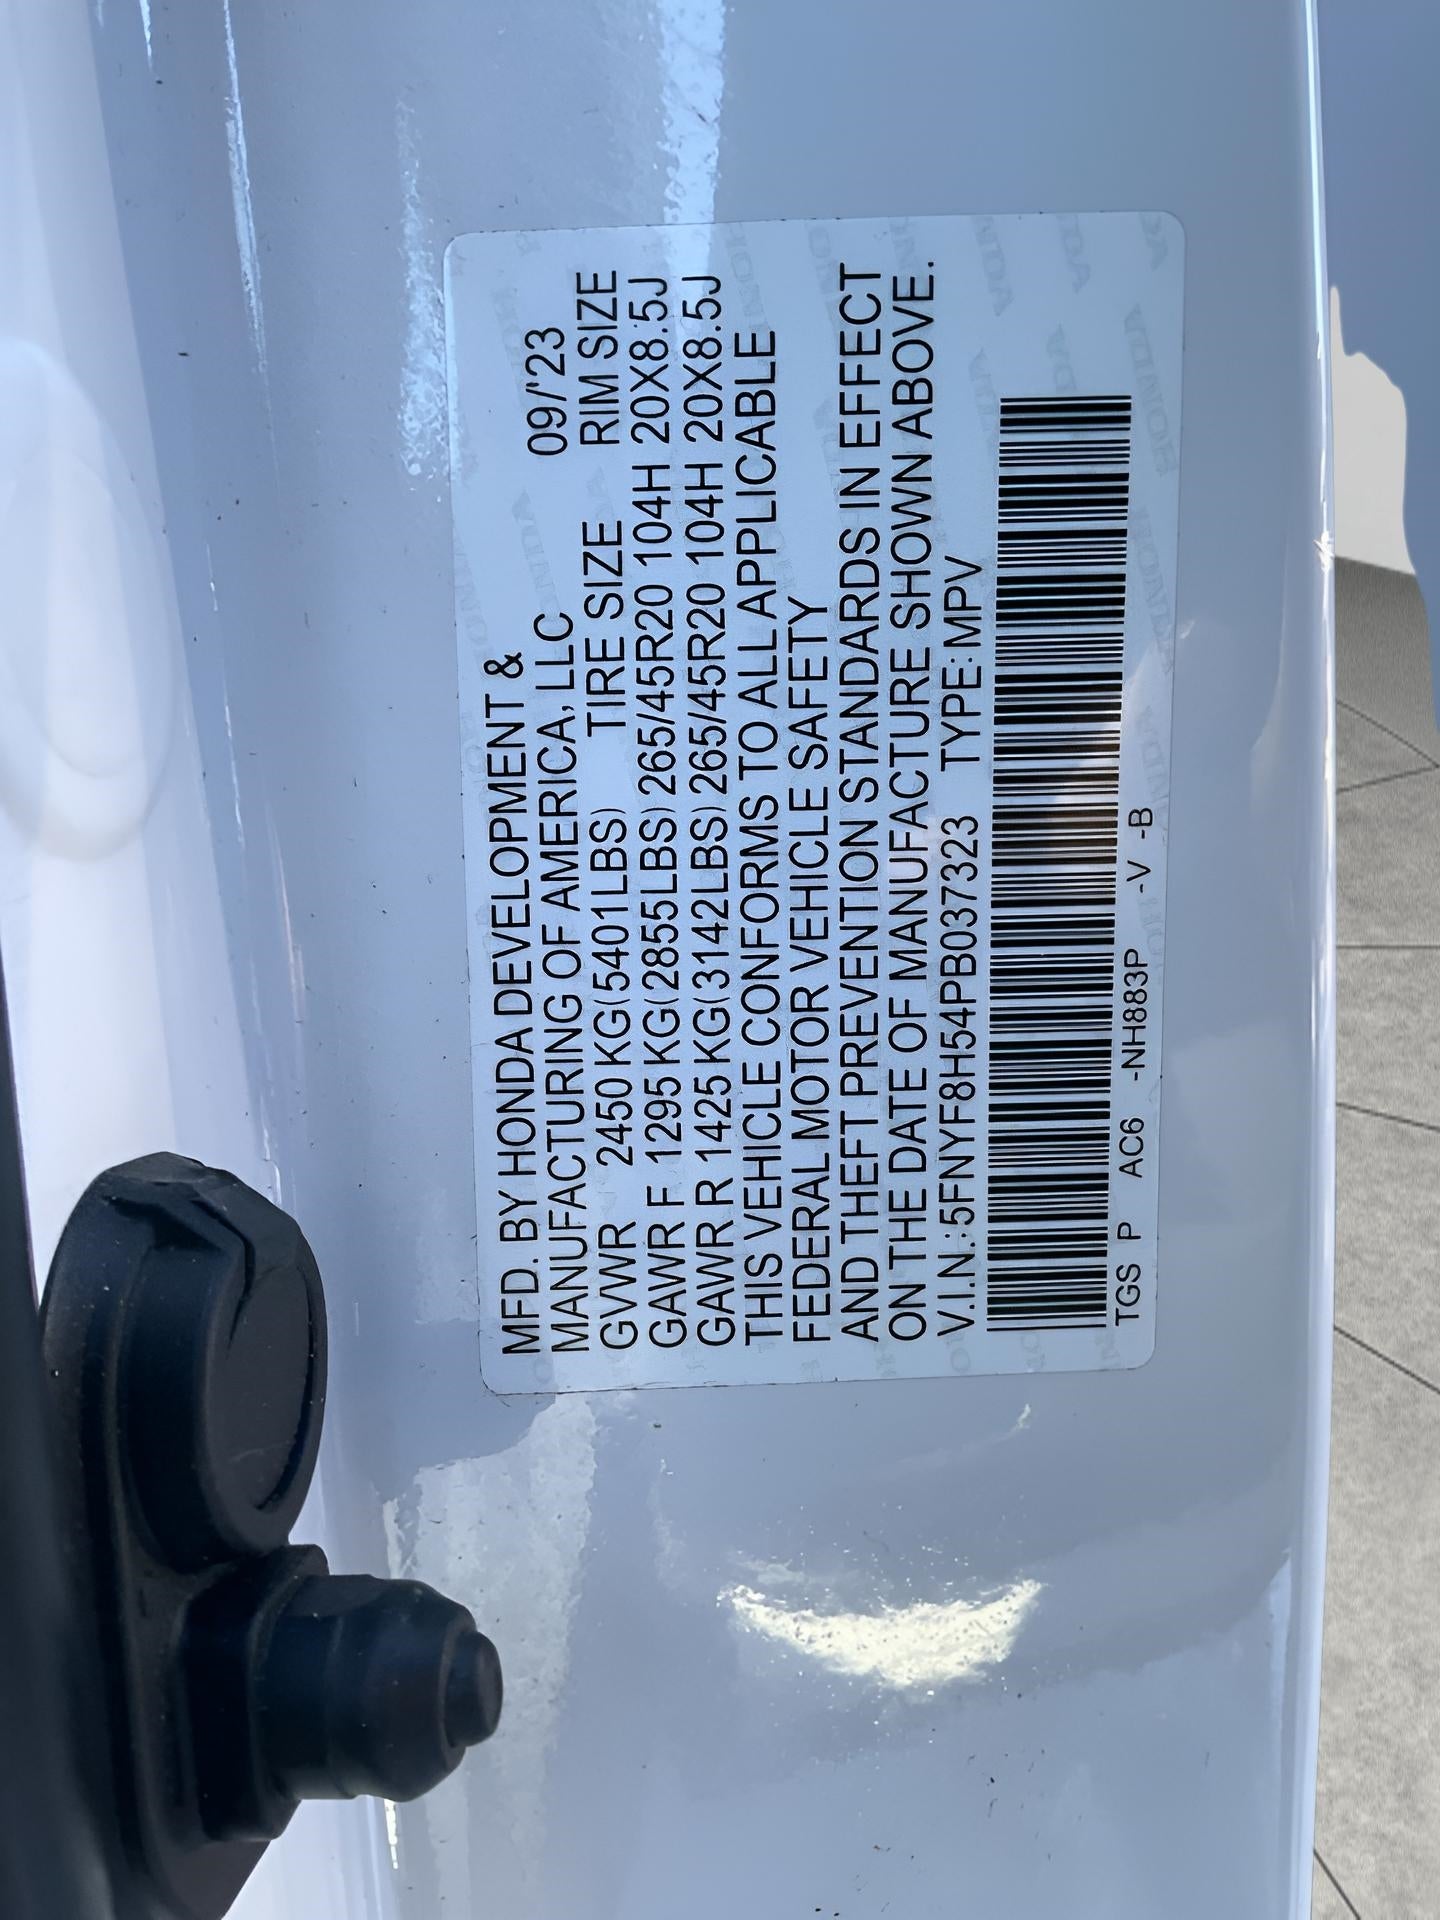 MFD. BY HONDA DEVELOPMENT &
MANUFACTURING OF AMERICA, LLC 09/'23
GVWR 2450 KG(5401LBS) TIRE SIZE RIM SIZE
GAWR F 1295 KG(2855LBS) 265/45R20 104H 20X8.5J
GAWR R 1425 KG(3142LBS) 265/45R20 104H 20X8.5J
THIS VEHICLE CONFORMS TO ALL APPLICABLE
FEDERAL MOTOR VEHICLE SAFETY
AND THEFT PREVENTION STANDARDS IN EFFECT
ON THE DATE OF MANUFACTURE SHOWN ABOVE.
V.I.N.:5FNYF8H54PB037323 TYPE:MPV
TGS P AC6 -NH883P -V -B